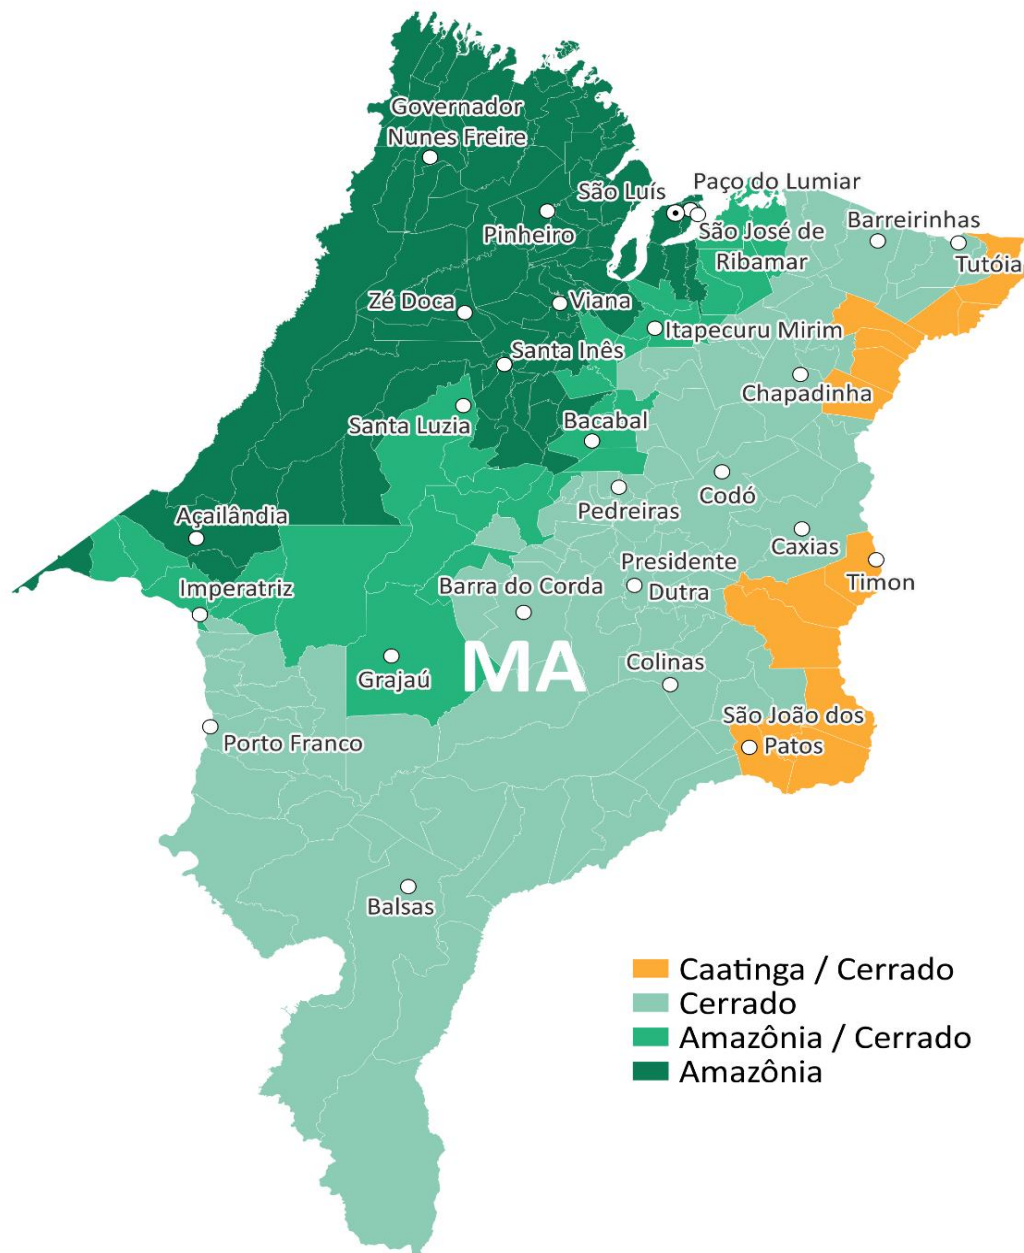 Governador
Nunes Freire
São Luís
Paço do Lumiar
Pinheiro
São José de
Ribamar
Barreirinhas
Tutóia
Zé Doca
Viana
Itapecuru Mirim
Santa Inês
Chapadinha
Santa Luzia
Bacabal
Pedreiras
Codó
Açailândia
Caxias
Imperatriz
Barra do Corda
Presidente
Dutra
Timon
MA
Grajaú
Colinas
São João dos
Patos
Porto Franco
Balsas
Caatinga / Cerrado
Cerrado
Amazônia / Cerrado
Amazônia